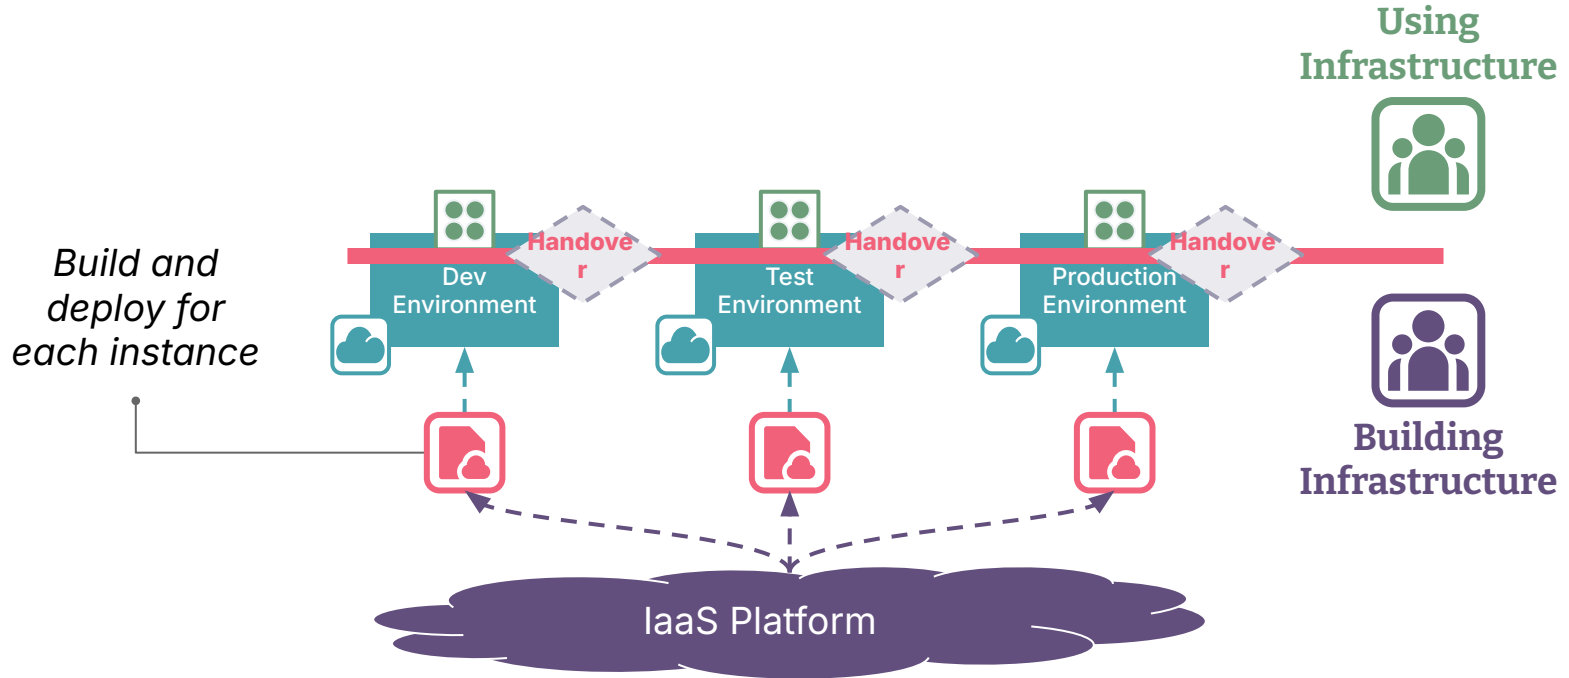 Using
Infrastructure
Handove
r
Handove
r
Handove
r
Dev
Environment
Test
Environment
Production
Environment
Build and
deploy for
each instance
Building
Infrastructure
IaaS Platform